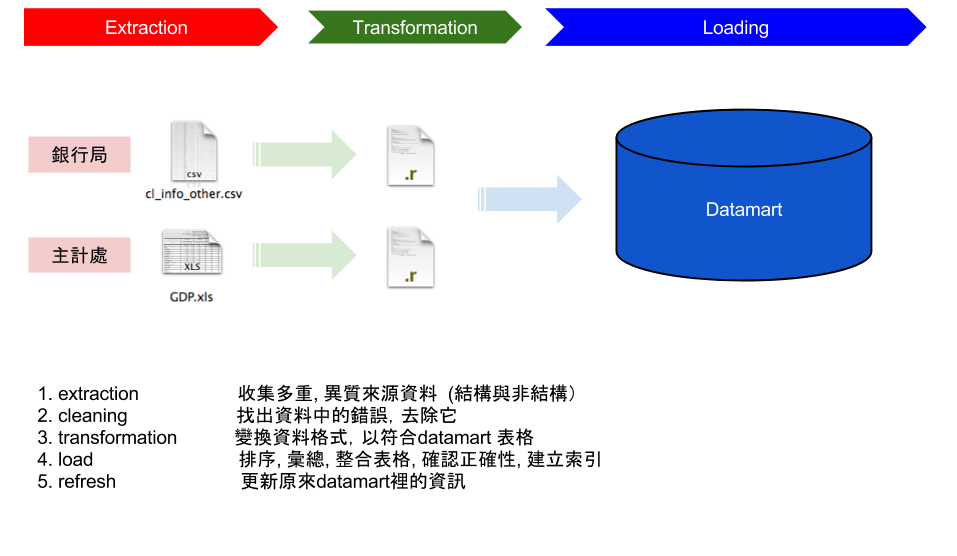 Extraction
Transformation
Loading
銀行局
CSV
cl_info_other.csv
.r
Datamart
主計處
XLS
GDP.xls
.r
1. extraction 收集多重, 異質來源資料 (結構與非結構)
2. cleaning 找出資料中的錯誤, 去除它
3. transformation 變換資料格式, 以符合datamart 表格
4. load 排序, 彙總, 整合表格, 確認正確性, 建立索引
5. refresh 更新原來datamart裡的資訊